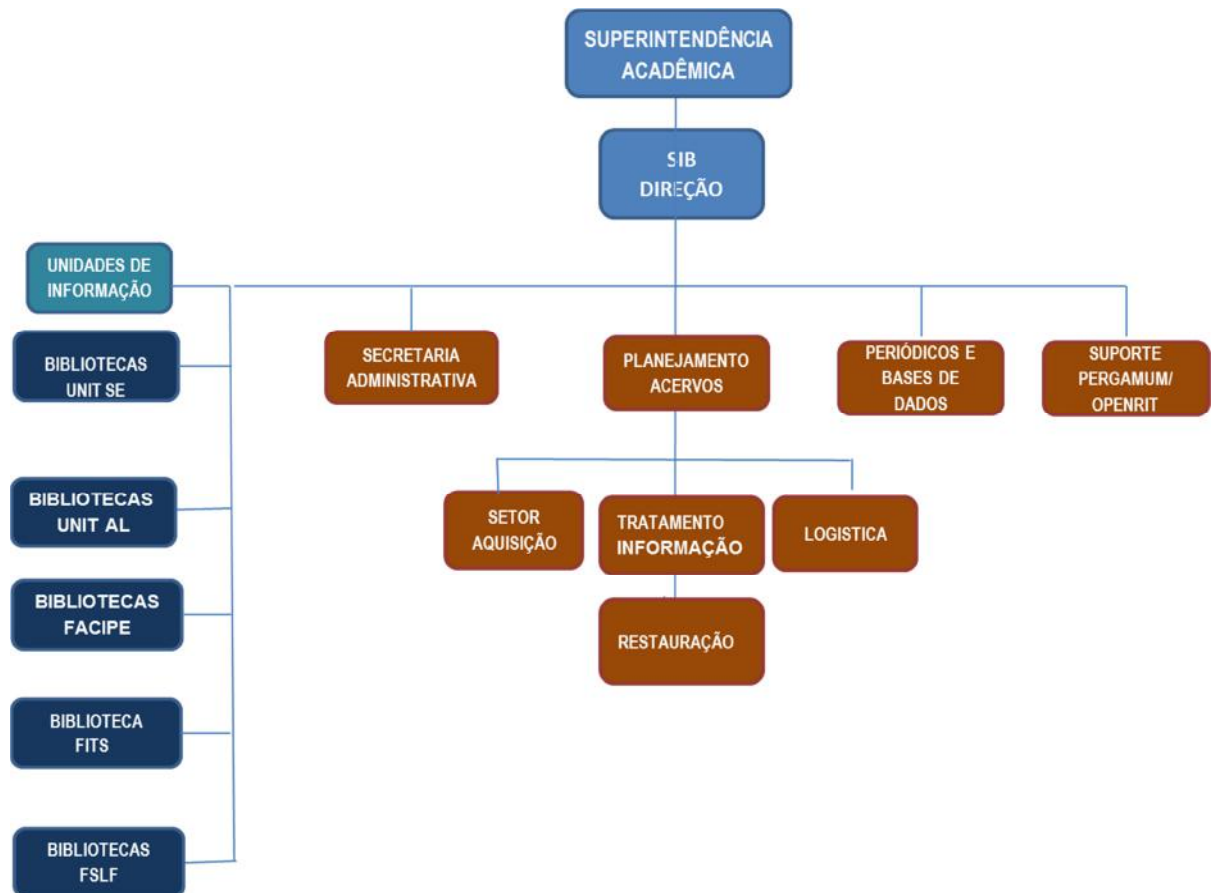 SUPERINTENDÊNCIA
ACADÊMICA
SIB
DIREÇÃO
UNIDADES DE
INFORMAÇÃO
BIBLIOTECAS
UNIT SE
BIBLIOTECAS
UNIT AL
BIBLIOTECAS
FACIPE
BIBLIOTECA
FITS
BIBLIOTECAS
FSLF
SECRETARIA
ADMINISTRATIVA
PLANEJAMENTO
ACERVOS
PERIÓDICOS E
BASES DE
DADOS
SUPORTE
PERGAMUM/
OPENRIT
SETOR
AQUISIÇÃO
TRATAMENTO
INFORMAÇÃO
LOGISTICA
RESTAURAÇÃO